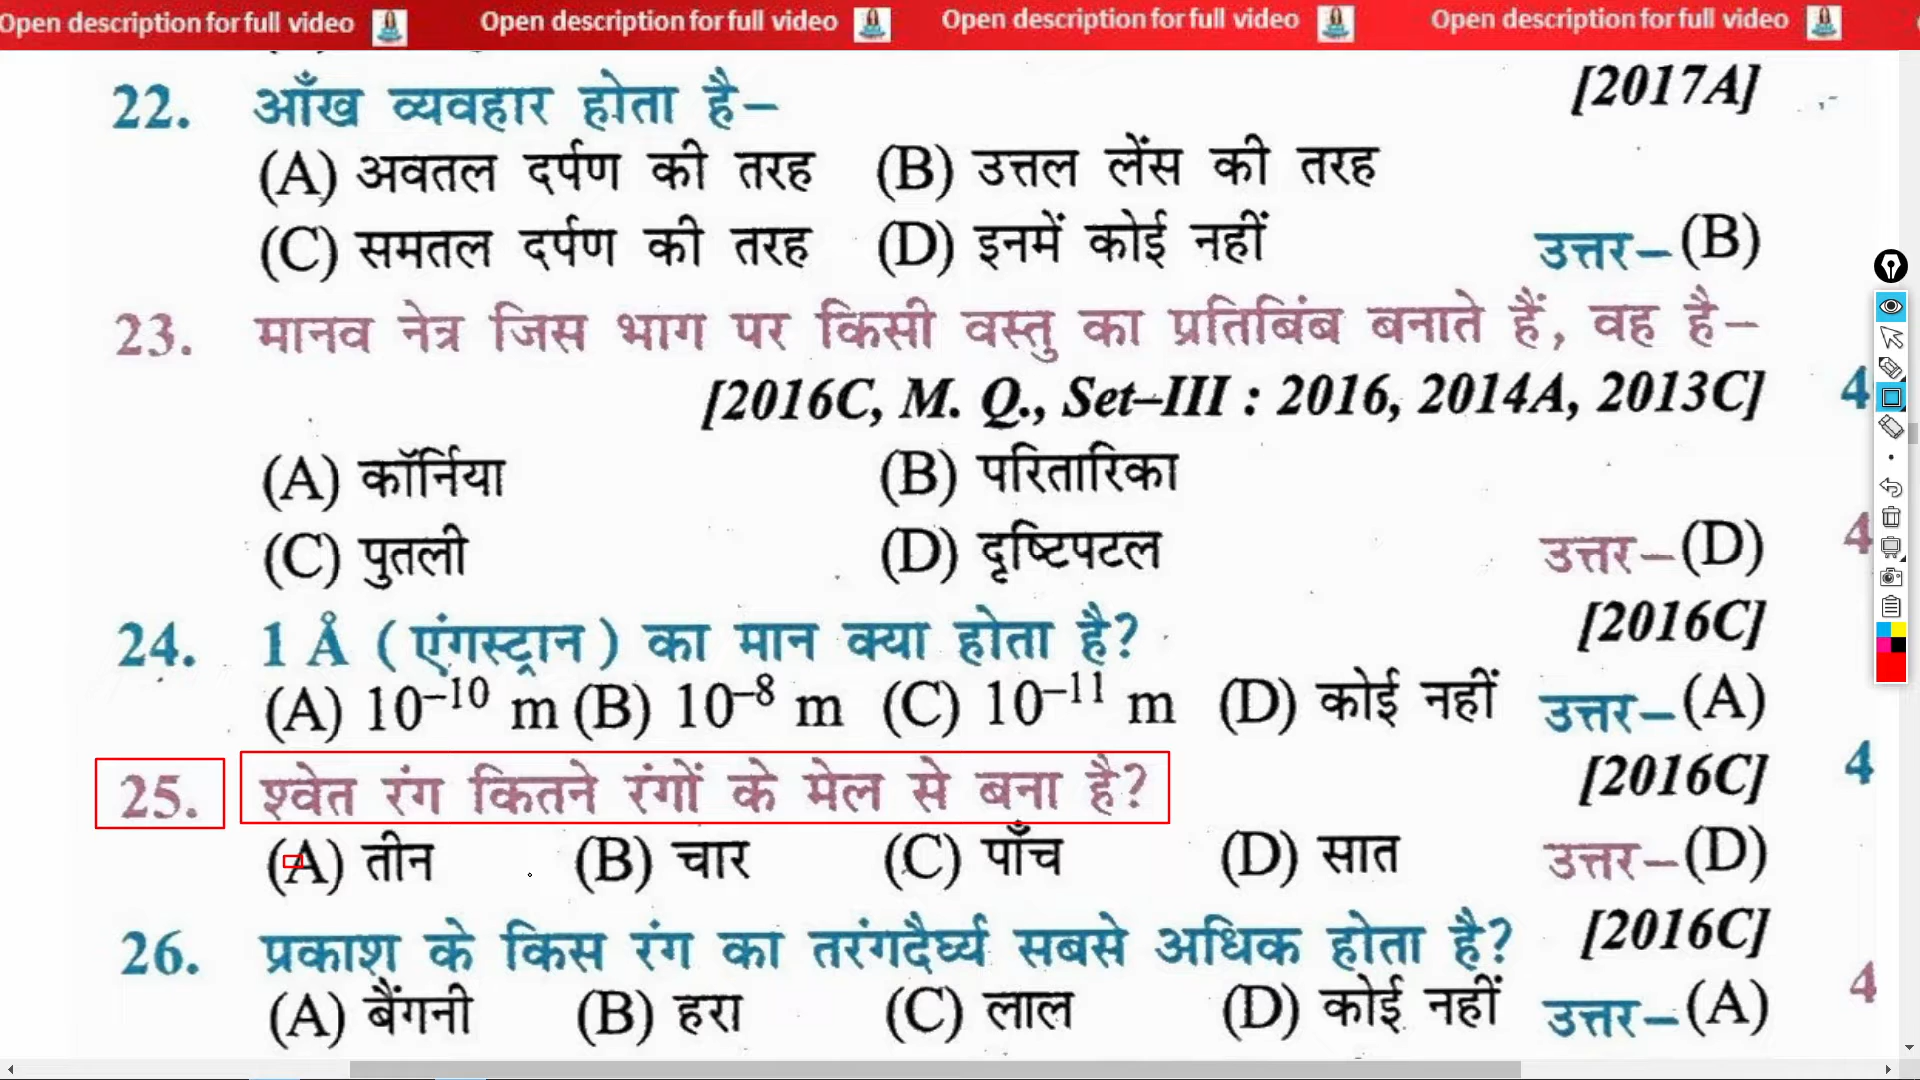 Open description for full video Open description for full video Open description for full video Open description for full video
22. आँख व्यवहार होता है– [2017A]
(A) अवतल दर्पण की तरह (B) उत्तल लेंस की तरह
(C) समतल दर्पण की तरह (D) इनमें कोई नहीं उत्तर–(B)
23. मानव नेत्र जिस भाग पर किसी वस्तु का प्रतिबिंब बनाते हैं, वह है–
[2016C, M. Q., Set–III : 2016, 2014A, 2013C] 4
(A) कॉर्निया (B) परितारिका
(C) पुतली (D) दृष्टिपटल उत्तर–(D) 4
24. 1 Å (एंगस्ट्रान) का मान क्या होता है? [2016C]
(A) 10⁻¹⁰ m (B) 10⁻⁸ m (C) 10⁻¹¹ m (D) कोई नहीं उत्तर–(A)
25. श्वेत रंग कितने रंगों के मेल से बना है? [2016C] 4
(A) तीन (B) चार (C) पाँच (D) सात उत्तर–(D)
26. प्रकाश के किस रंग का तरंगदैर्घ्य सबसे अधिक होता है? [2016C]
(A) बैंगनी (B) हरा (C) लाल (D) कोई नहीं उत्तर–(A) 4